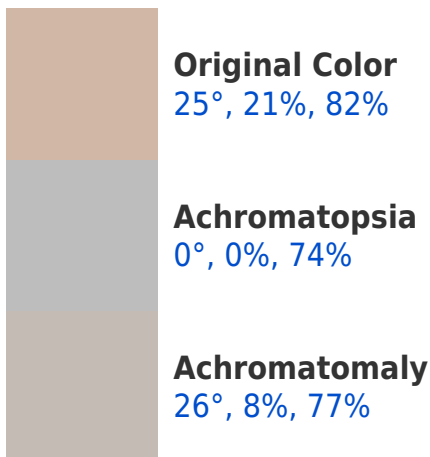 Original Color
25°, 21%, 82%
Achromatopsia
0°, 0%, 74%
Achromatomaly
26°, 8%, 77%